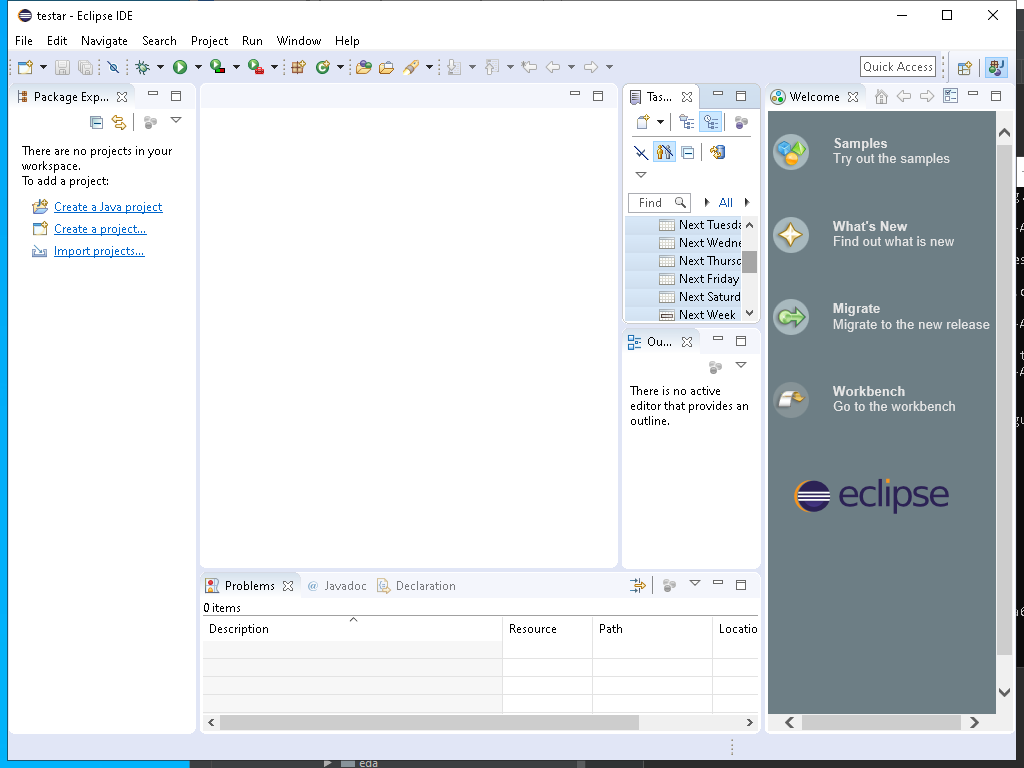 testar - Eclipse IDE
File Edit Navigate Search Project Run Window Help
Quick Access
Package Exp...
There are no projects in your
workspace.
To add a project:
Create a Java project
Create a project...
Import projects...
Tas...
Find
All
Next Tuesda
Next Wedne
Next Thursd
Next Friday
Next Saturd
Next Week
Ou...
There is no active
editor that provides an
outline.
Welcome
Samples
Try out the samples
What's New
Find out what is new
Migrate
Migrate to the new release
Workbench
Go to the workbench
eclipse
Problems @ Javadoc Declaration
0 items
Description Resource Path Locatio
eda